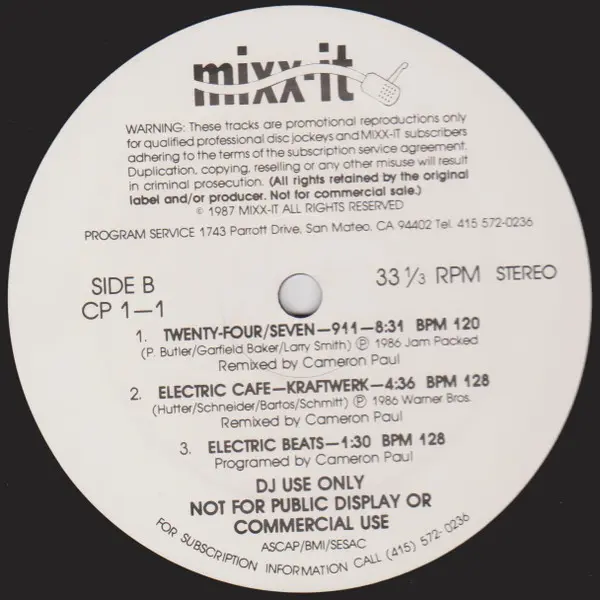 mixx-it
WARNING: These tracks are promotional reproductions only
for qualified professional disc jockeys and MIXX-IT subscribers
adhering to the terms of the subscription service agreement.
Duplication, copying, reselling or any other misuse will result
in criminal prosecution. (All rights retained by the original
label and/or producer. Not for commercial sale.)
© 1987 MIXX-IT ALL RIGHTS RESERVED
PROGRAM SERVICE 1743 Parrott Drive, San Mateo, CA 94402 Tel. 415 572-0236
SIDE B
CP 1—1
33 1/3 RPM STEREO
1. TWENTY-FOUR/SEVEN—911—8:31 BPM 120
(P. Butler/Garfield Baker/Larry Smith) Ⓟ 1986 Jam Packed
Remixed by Cameron Paul
2. ELECTRIC CAFE—KRAFTWERK—4:36 BPM 128
(Hutter/Schneider/Bartos/Schmitt) Ⓟ 1986 Warner Bros.
Remixed by Cameron Paul
3. ELECTRIC BEATS—1:30 BPM 128
Programed by Cameron Paul
DJ USE ONLY
NOT FOR PUBLIC DISPLAY OR
COMMERCIAL USE
ASCAP/BMI/SESAC
FOR SUBSCRIPTION INFORMATION CALL (415) 572-0236